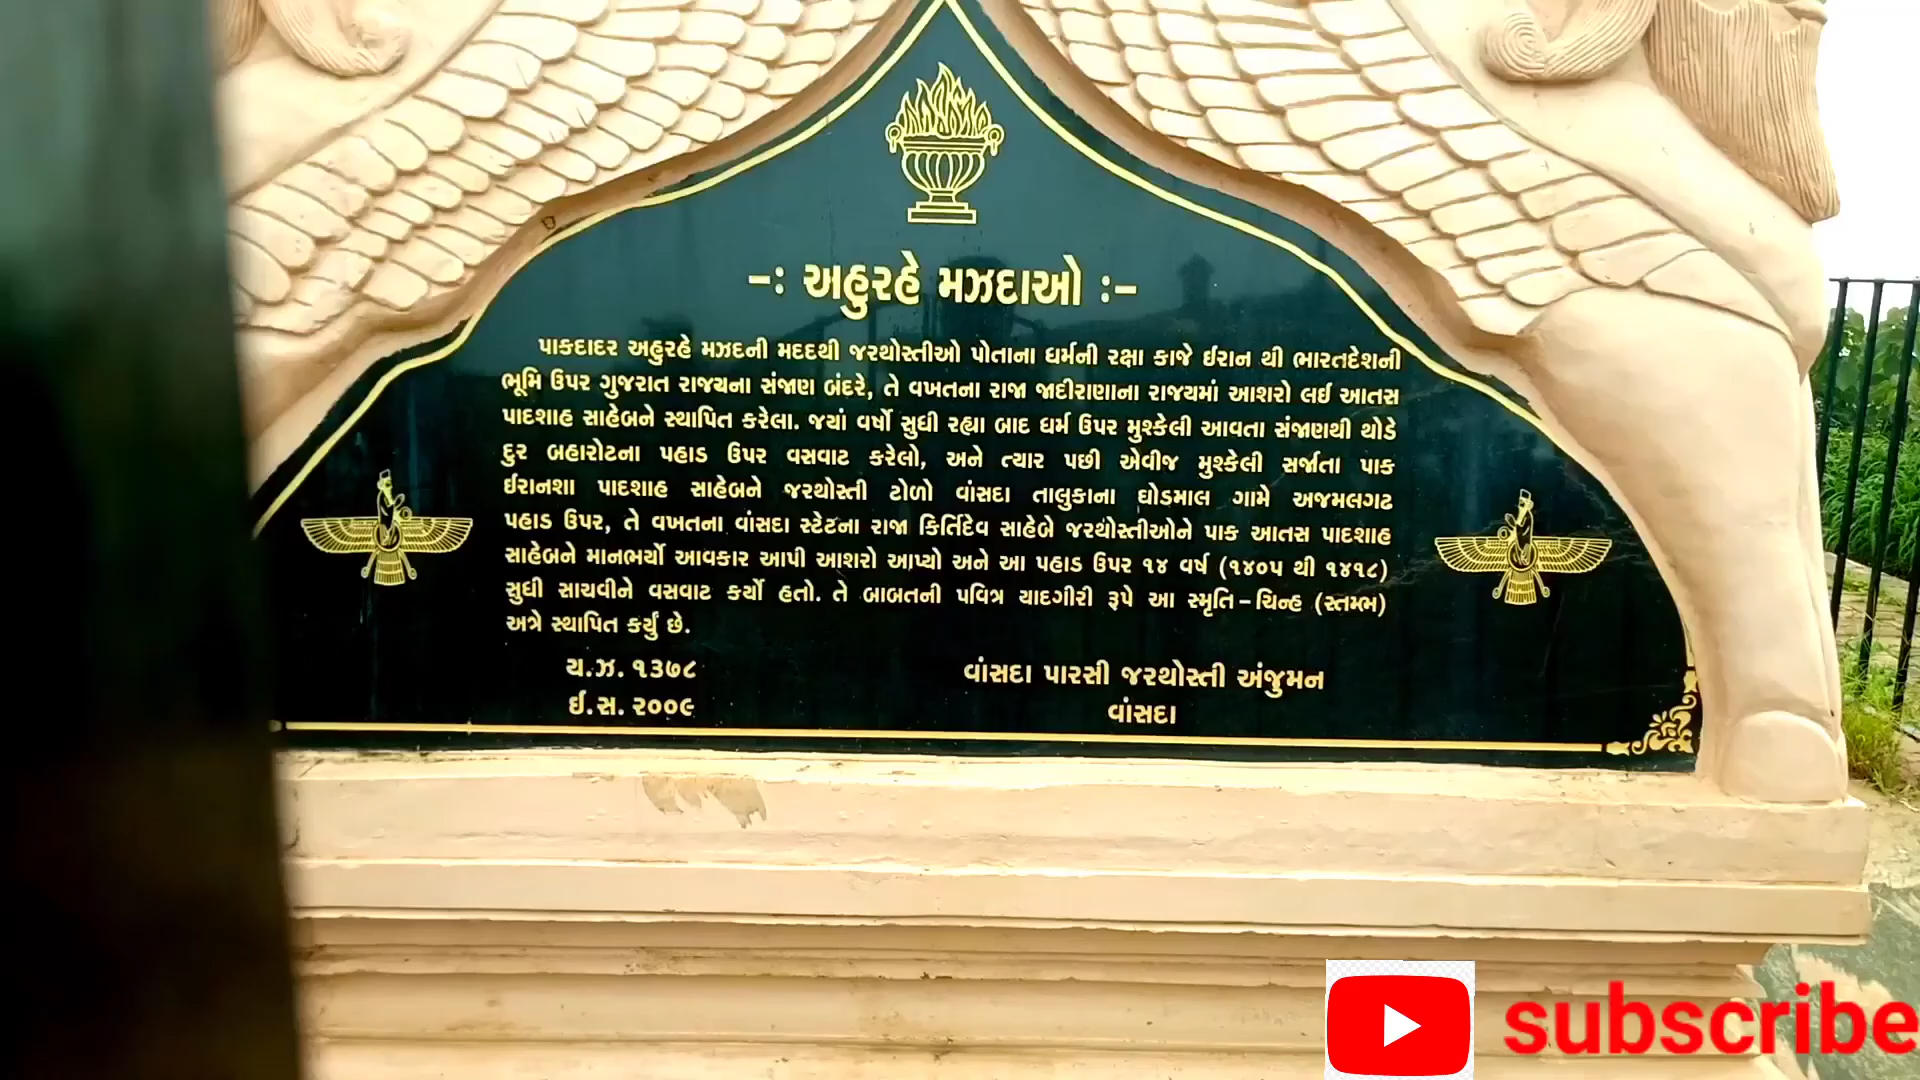 -: અહુરહે મઝદાઓ :-
પાકદાદર અહુરહે મઝદની મદદથી જરથોસ્તીઓ પોતાના ધર્મની રક્ષા કાજે ઈરાન થી ભારતદેશની
ભૂમિ ઉપર ગુજરાત રાજ્યના સંજાણ બંદરે, તે વખતના રાજા જાદીરાણાના રાજ્યમાં આશરો લઈ આતસ
પાદશાહ સાહેબને સ્થાપિત કરેલા. જયાં વર્ષો સુધી રહ્યા બાદ ધર્મ ઉપર મુશ્કેલી આવતા સંજાણથી થોડે
દુર બહારોટના પહાડ ઉપર વસવાટ કરેલો, અને ત્યાર પછી એવીજ મુશ્કેલી સર્જાતા પાક
ઈરાનશા પાદશાહ સાહેબને જરથોસ્તી ટોળો વાંસદા તાલુકાના ઘોડમાલ ગામે અજમલગઢ
પહાડ ઉપર, તે વખતના વાંસદા સ્ટેટના રાજા કિર્તિદેવ સાહેબે જરથોસ્તીઓને પાક આતસ પાદશાહ
સાહેબને માનભર્યો આવકાર આપી આશરો આપ્યો અને આ પહાડ ઉપર ૧૪ વર્ષ (૧૪૦૫ થી ૧૪૧૮)
સુધી સાચવીને વસવાટ કર્યો હતો. તે બાબતની પવિત્ર યાદગીરી રૂપે આ સ્મૃતિ-ચિન્હ (સ્તમ્ભ)
અત્રે સ્થાપિત કર્યું છે.
ય.ઝ. ૧૩૭૮
ઈ.સ. ૨૦૦૯
વાંસદા પારસી જરથોસ્તી અંજુમન
વાંસદા
subscribe